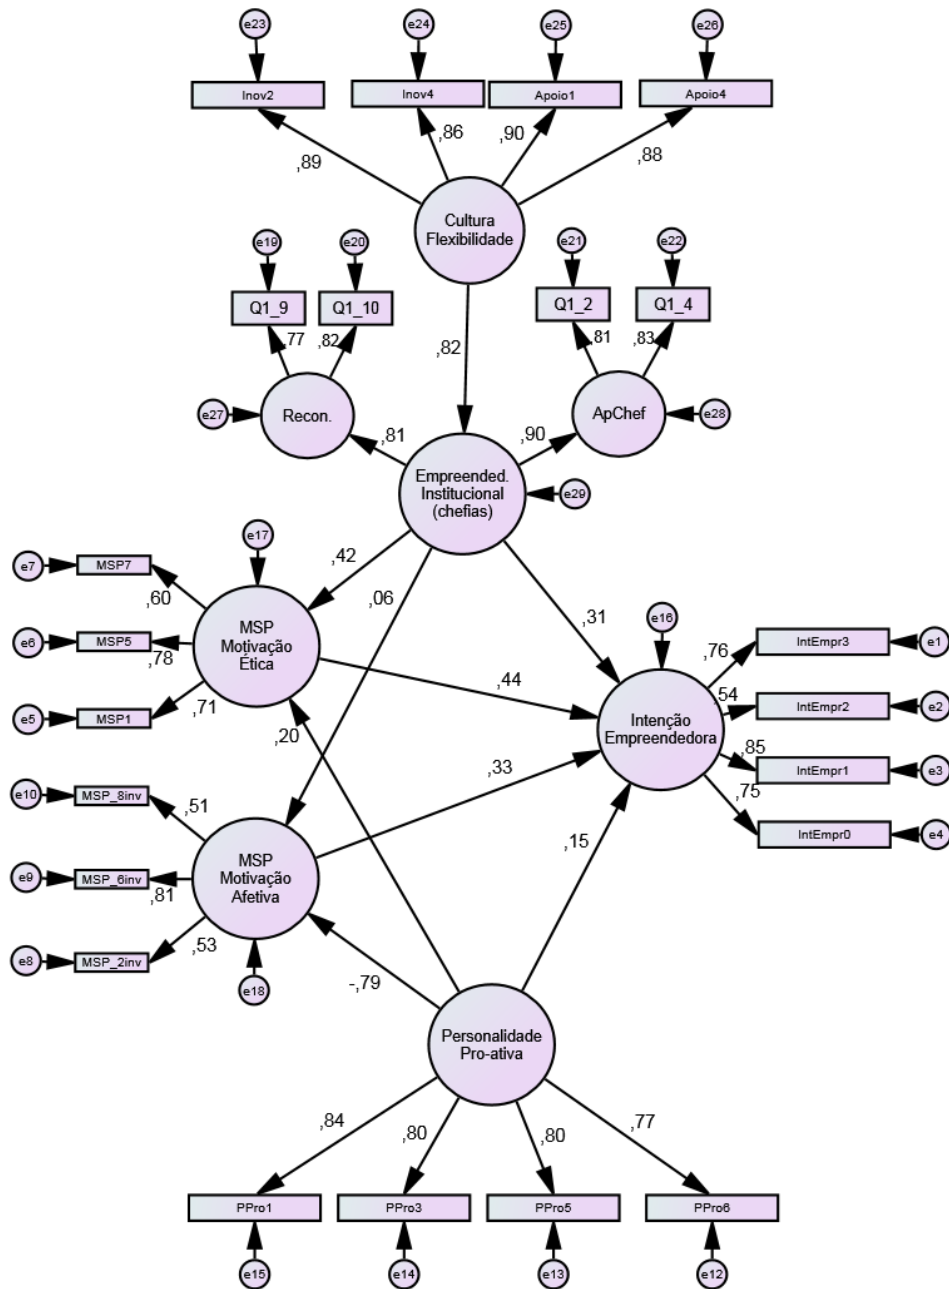 e23
e24
e25
e26
Inov2
Inov4
Apoio1
Apoio4
,89
,86
,90
,88
Cultura
Flexibilidade
e19
e20
e21
e22
Q1_9
Q1_10
Q1_2
Q1_4
,77
,82
,81
,83
,82
e27
Recon.
ApChef
e28
,81
,90
Empreended.
Institucional
(chefias)
e29
e17
,42
,06
,31
e7
MSP7
,60
e6
MSP5
,78
e5
MSP1
,71
MSP
Motivação
Ética
,44
,20
e16
Intenção
Empreendedora
,76
IntEmpr3
e1
,54
IntEmpr2
e2
,85
IntEmpr1
e3
,75
IntEmpr0
e4
e10
MSP_8inv
,51
e9
MSP_6inv
,81
e8
MSP_2inv
,53
MSP
Motivação
Afetiva
,33
,15
e18
-,79
Personalidade
Pro-ativa
,84
,80
,80
,77
PPro1
PPro3
PPro5
PPro6
e15
e14
e13
e12